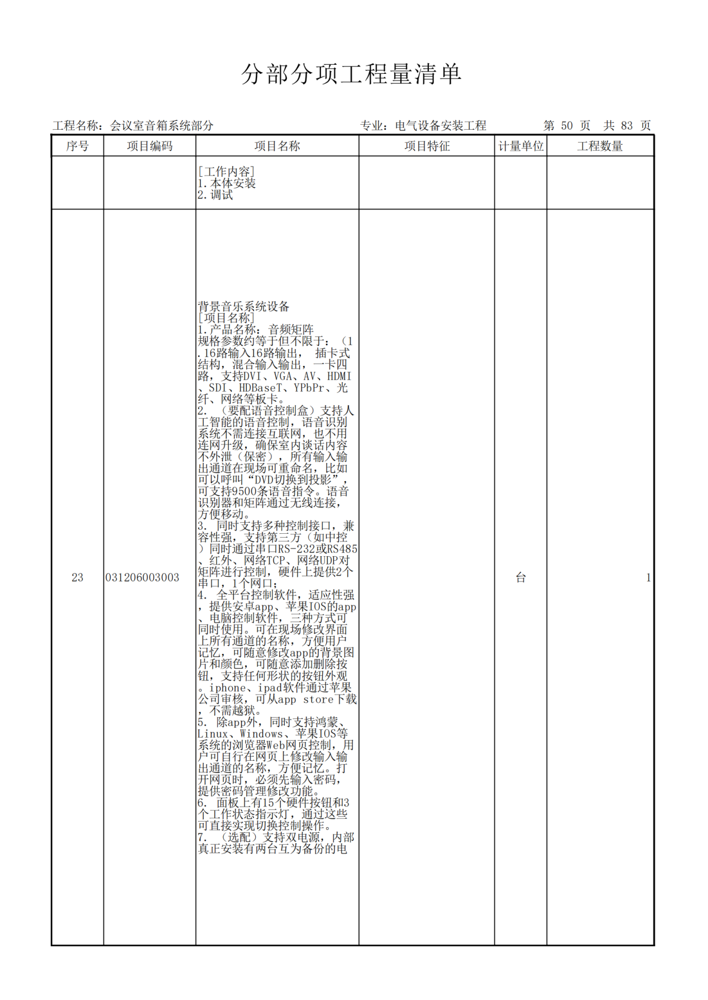 分部分项工程量清单
工程名称：会议室音箱系统部分 专业：电气设备安装工程 第 50 页 共 83 页
序号 项目编码 项目名称 项目特征 计量单位 工程数量
[工作内容]
1.本体安装
2.调试
背景音乐系统设备
[项目名称]
1.产品名称：音频矩阵
规格参数约等于但不限于：（1
.16路输入16路输出， 插卡式
结构，混合输入输出，一卡四
路，支持DVI、VGA、AV、HDMI
、SDI、HDBaseT、YPbPr、光
纤、网络等板卡。
2. （要配语音控制盒）支持人
工智能的语音控制，语音识别
系统不需连接互联网，也不用
连网升级，确保室内谈话内容
不外泄（保密），所有输入输
出通道在现场可重命名，比如
可以呼叫“DVD切换到投影”，
可支持9500条语音指令。语音
识别器和矩阵通过无线连接，
方便移动。
3. 同时支持多种控制接口，兼
容性强，支持第三方（如中控
）同时通过串口RS-232或RS485
、红外、网络TCP、网络UDP对
矩阵进行控制，硬件上提供2个
串口，1个网口；
4. 全平台控制软件，适应性强
，提供安卓app、苹果IOS的app
、电脑控制软件，三种方式可
同时使用。可在现场修改界面
上所有通道的名称，方便用户
记忆，可随意修改app的背景图
片和颜色，可随意添加删除按
钮，支持任何形状的按钮外观
。iphone、ipad软件通过苹果
公司审核，可从app store下载
，不需越狱。
5. 除app外，同时支持鸿蒙、
Linux、Windows、苹果IOS等
系统的浏览器Web网页控制，用
户可自行在网页上修改输入输
出通道的名称，方便记忆。打
开网页时，必须先输入密码，
提供密码管理修改功能。
6. 面板上有15个硬件按钮和3
个工作状态指示灯，通过这些
可直接实现切换控制操作。
7. （选配）支持双电源，内部
真正安装有两台互为备份的电
23 031206003003 台 1